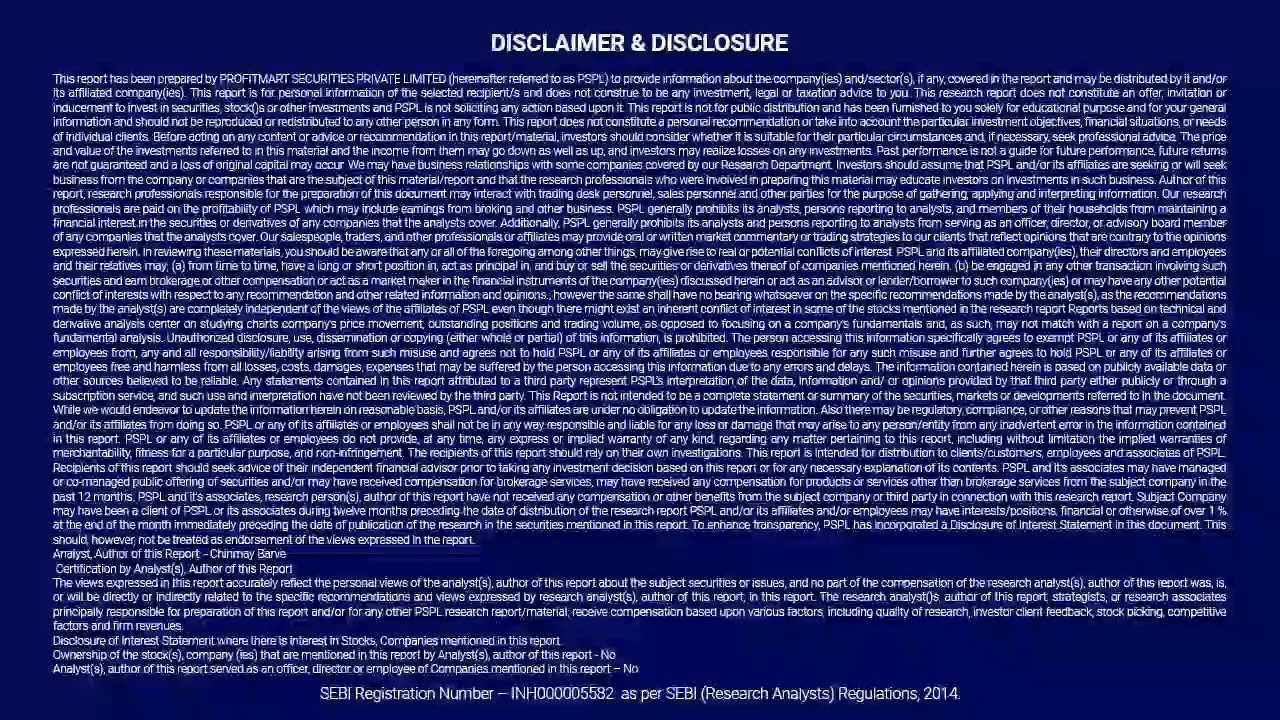 DISCLAIMER & DISCLOSURE
This report has been prepared by PROFITMART SECURITIES PRIVATE LIMITED (hereinafter referred to as PSPL) to provide information about the company(ies) and/sector(s), if any, covered in the report and may be distributed by it and/or
its affiliated company(ies). This report is for personal information of the selected recipient/s and does not construe to be any investment, legal or taxation advice to you. This research report does not constitute an offer, invitation or
inducement to invest in securities, stock()s or other investments and PSPL is not soliciting any action based upon it. This report is not for public distribution and has been furnished to you solely for educational purpose and for your general
information and should not be reproduced or redistributed to any other person in any form. This report does not constitute a personal recommendation or take into account the particular investment objectives, financial situations, or needs
of individual clients. Before acting on any content or advice or recommendation in this report/material, investors should consider whether it is suitable for their particular circumstances and, if necessary, seek professional advice. The price
and value of the investments referred to in this material and the income from them may go down as well as up, and investors may realize losses on any investments. Past performance is not a guide for future performance, future returns
are not guaranteed and a loss of original capital may occur. We may have business relationships with some companies covered by our Research Department. Investors should assume that PSPL and/or its affiliates are seeking or will seek
business from the company or companies that are the subject of this material/report and that the research professionals who were involved in preparing this material may educate investors on investments in such business. Author of this
report, research professionals responsible for the preparation of this document may interact with trading desk personnel, sales personnel and other parties for the purpose of gathering, applying and interpreting information. Our research
professionals are paid on the profitability of PSPL which may include earnings from broking and other business. PSPL generally prohibits its analysts, persons reporting to analysts, and members of their households from maintaining a
financial interest in the securities or derivatives of any companies that the analysts cover. Additionally, PSPL generally prohibits its analysts and persons reporting to analysts from serving as an officer, director, or advisory board member
of any companies that the analysts cover. Our salespeople, traders, and other professionals or affiliates may provide oral or written market commentary or trading strategies to our clients that reflect opinions that are contrary to the opinions
expressed herein. In reviewing these materials, you should be aware that any or all of the foregoing among other things, may give rise to real or potential conflicts of interest. PSPL and its affiliated company(ies), their directors and employees
and their relatives may; (a) from time to time, have a long or short position in, act as principal in, and buy or sell the securities or derivatives thereof of companies mentioned herein. (b) be engaged in any other transaction involving such
securities and earn brokerage or other compensation or act as a market maker in the financial instruments of the company(ies) discussed herein or act as an advisor or lender/borrower to such company(ies) or may have any other potential
conflict of interests with respect to any recommendation and other related information and opinions.; however the same shall have no bearing whatsoever on the specific recommendations made by the analyst(s), as the recommendations
made by the analyst(s) are completely independent of the views of the affiliates of PSPL even though there might exist an inherent conflict of interest in some of the stocks mentioned in the research report Reports based on technical and
derivative analysis center on studying charts company's price movement, outstanding positions and trading volume, as opposed to focusing on a company's fundamentals and, as such, may not match with a report on a company's
fundamental analysis. Unauthorized disclosure, use, dissemination or copying (either whole or partial) of this information, is prohibited. The person accessing this information specifically agrees to exempt PSPL or any of its affiliates or
employees from, any and all responsibility/liability arising from such misuse and agrees not to hold PSPL or any of its affiliates or employees responsible for any such misuse and further agrees to hold PSPL or any of its affiliates or
employees free and harmless from all losses, costs, damages, expenses that may be suffered by the person accessing this information due to any errors and delays. The information contained herein is based on publicly available data or
other sources believed to be reliable. Any statements contained in this report attributed to a third party represent PSPL's interpretation of the data, information and/ or opinions provided by that third party either publicly or through a
subscription service, and such use and interpretation have not been reviewed by the third party. This Report is not intended to be a complete statement or summary of the securities, markets or developments referred to in the document.
While we would endeavor to update the information herein on reasonable basis, PSPL and/or its affiliates are under no obligation to update the information. Also there may be regulatory, compliance, or other reasons that may prevent PSPL
and/or its affiliates from doing so. PSPL or any of its affiliates or employees shall not be in any way responsible and liable for any loss or damage that may arise to any person/entity from any inadvertent error in the information contained
in this report. PSPL or any of its affiliates or employees do not provide, at any time, any express or implied warranty of any kind, regarding any matter pertaining to this report, including without limitation the implied warranties of
merchantability, fitness for a particular purpose, and non-infringement. The recipients of this report should rely on their own investigations. This report is intended for distribution to clients/customers, employees and associates of PSPL.
Recipients of this report should seek advice of their independent financial advisor prior to taking any investment decision based on this report or for any necessary explanation of its contents. PSPL and it's associates may have managed
or co-managed public offering of securities and/or may have received compensation for brokerage services, may have received any compensation for products or services other than brokerage services from the subject company in the
past 12 months. PSPL and it's associates, research person(s), author of this report have not received any compensation or other benefits from the subject company or third party in connection with this research report. Subject Company
may have been a client of PSPL or its associates during twelve months preceding the date of distribution of the research report PSPL and/or its affiliates and/or employees may have interests/positions, financial or otherwise of over 1 %
at the end of the month immediately preceding the date of publication of the research in the securities mentioned in this report. To enhance transparency, PSPL has incorporated a Disclosure of Interest Statement in this document. This
should, however, not be treated as endorsement of the views expressed in the report.
Analyst, Author of this Report - Chinmay Barve
Certification by Analyst(s), Author of this Report
The views expressed in this report accurately reflect the personal views of the analyst(s), author of this report about the subject securities or issues, and no part of the compensation of the research analyst(s), author of this report was, is,
or will be directly or indirectly related to the specific recommendations and views expressed by research analyst(s), author of this report, in this report. The research analyst()s, author of this report, strategists, or research associates
principally responsible for preparation of this report and/or for any other PSPL research report/material, receive compensation based upon various factors, including quality of research, investor client feedback, stock picking, competitive
factors and firm revenues.
Disclosure of Interest Statement where there is interest in Stocks, Companies mentioned in this report.
Ownership of the stock(s), company (ies) that are mentioned in this report by Analyst(s), author of this report - No
Analyst(s), author of this report served as an officer, director or employee of Companies mentioned in this report – No
SEBI Registration Number – INH000005582 as per SEBI (Research Analysts) Regulations, 2014.